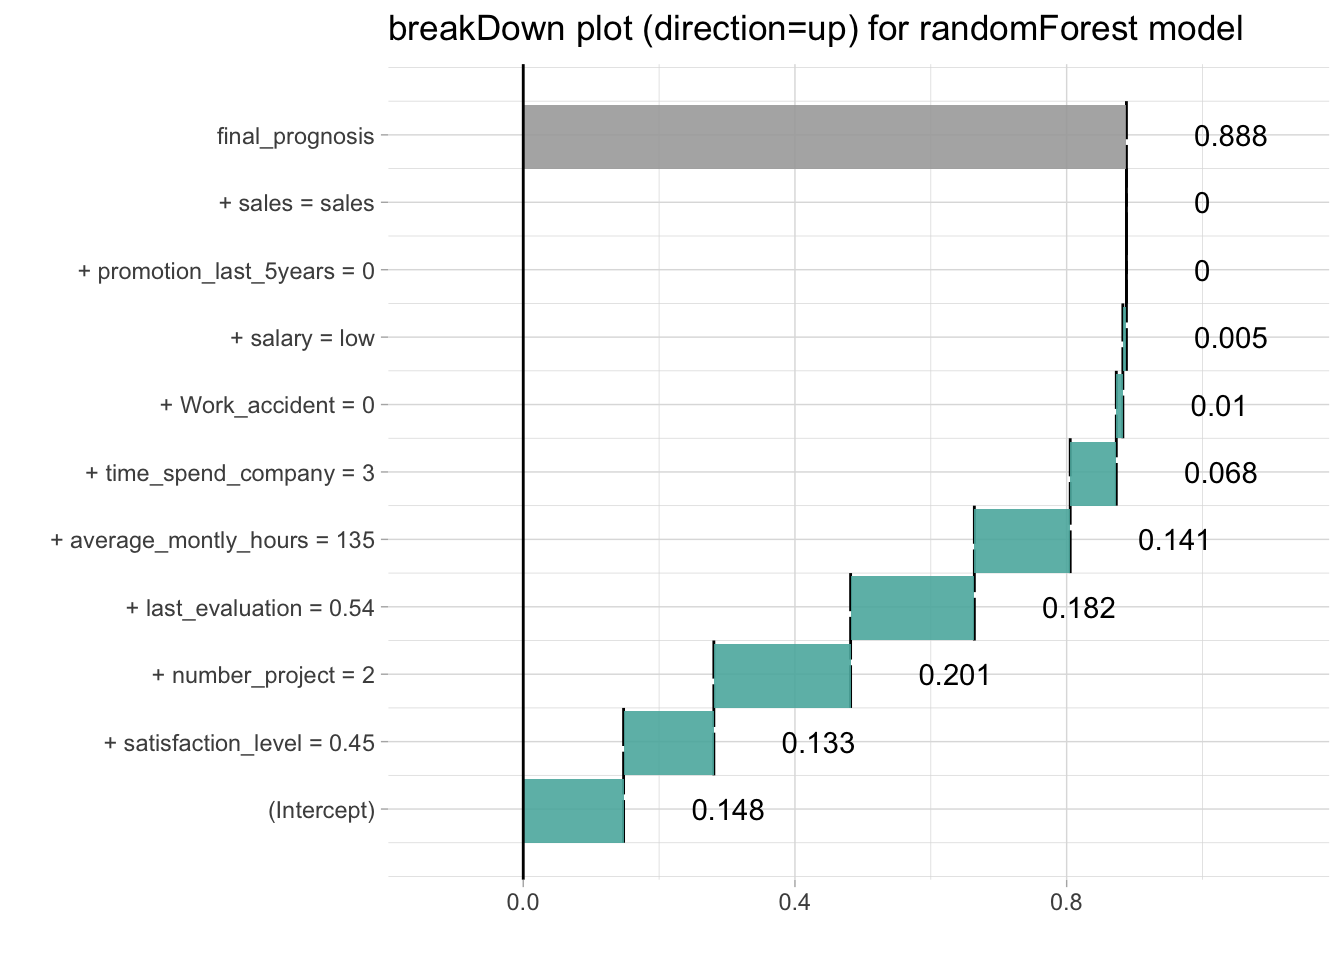 breakDown plot (direction=up) for randomForest model
final_prognosis 0.888
+ sales = sales 0
+ promotion_last_5years = 0 0
+ salary = low 0.005
+ Work_accident = 0 0.01
+ time_spend_company = 3 0.068
+ average_montly_hours = 135 0.141
+ last_evaluation = 0.54 0.182
+ number_project = 2 0.201
+ satisfaction_level = 0.45 0.133
(Intercept) 0.148
0.0 0.4 0.8